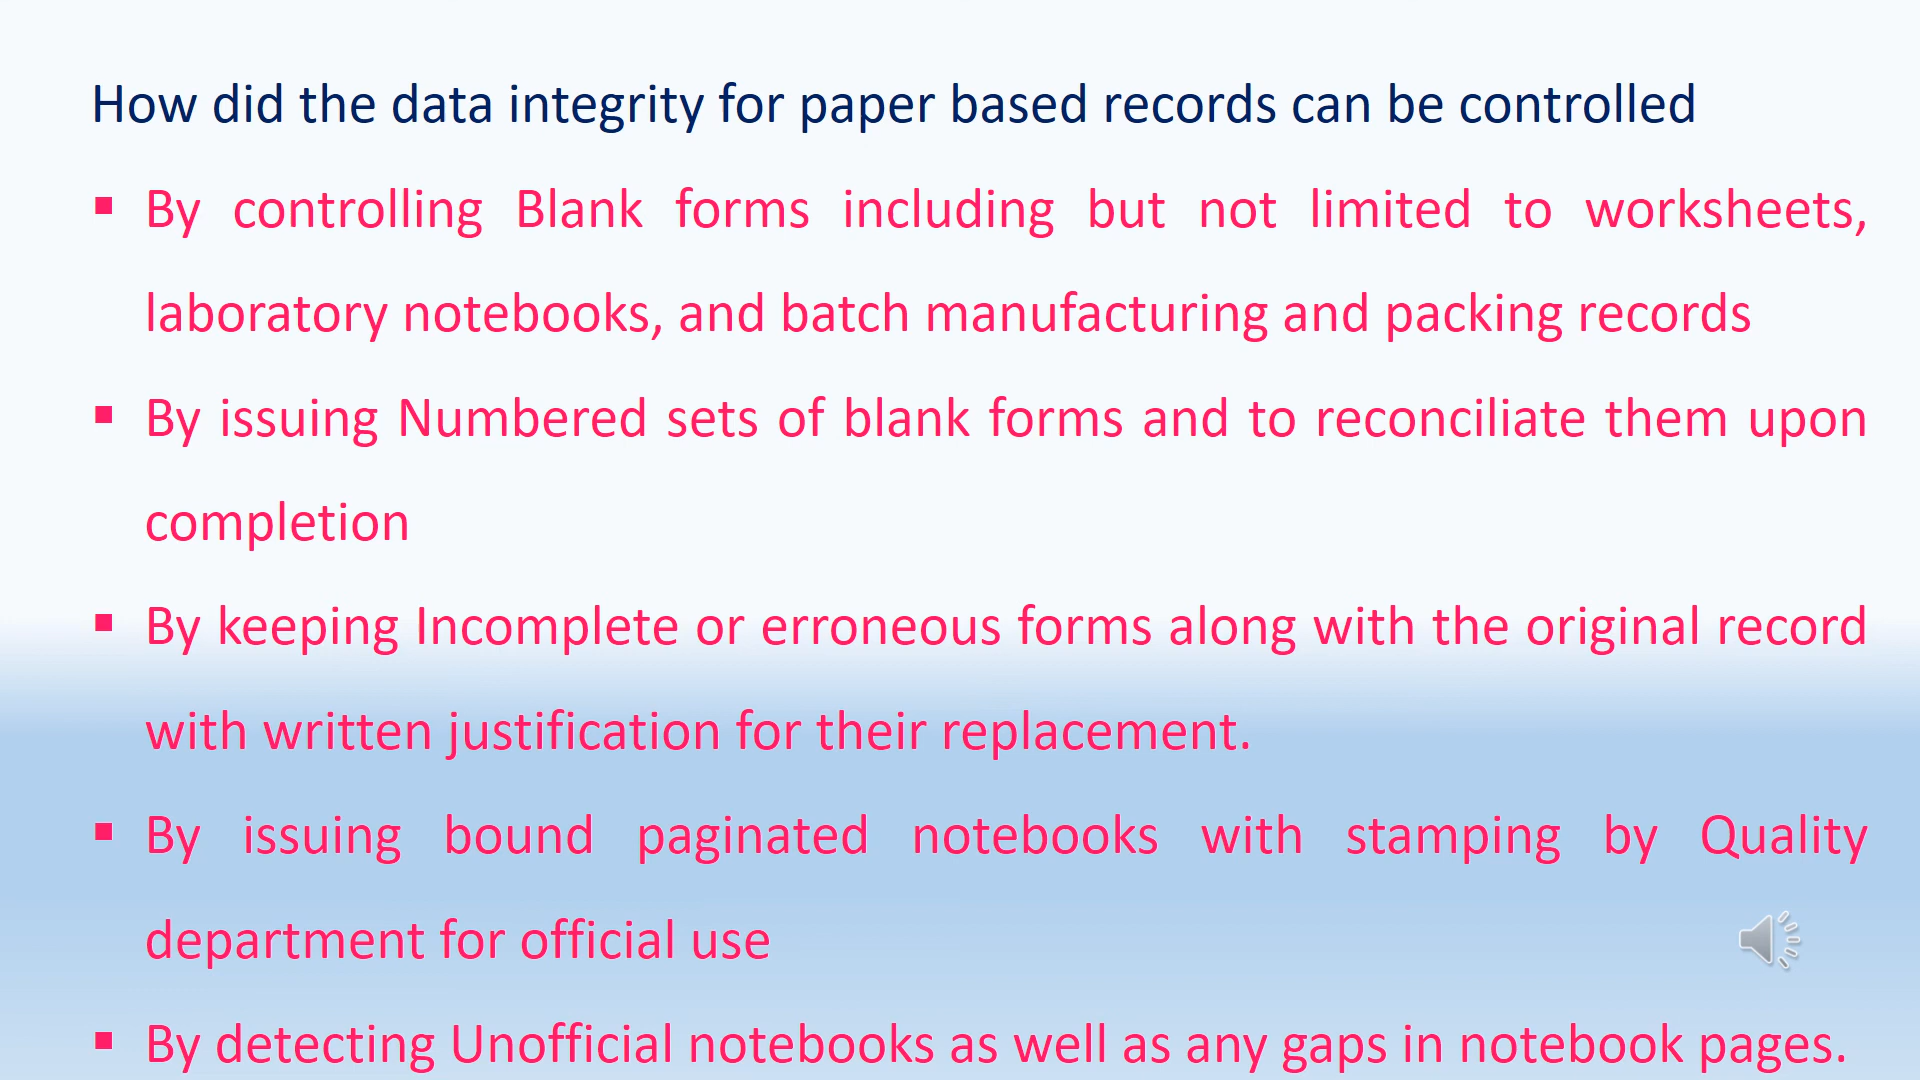 How did the data integrity for paper based records can be controlled
▪ By controlling Blank forms including but not limited to worksheets,
laboratory notebooks, and batch manufacturing and packing records
▪ By issuing Numbered sets of blank forms and to reconciliate them upon
completion
▪ By keeping Incomplete or erroneous forms along with the original record
with written justification for their replacement.
▪ By issuing bound paginated notebooks with stamping by Quality
department for official use
▪ By detecting Unofficial notebooks as well as any gaps in notebook pages.